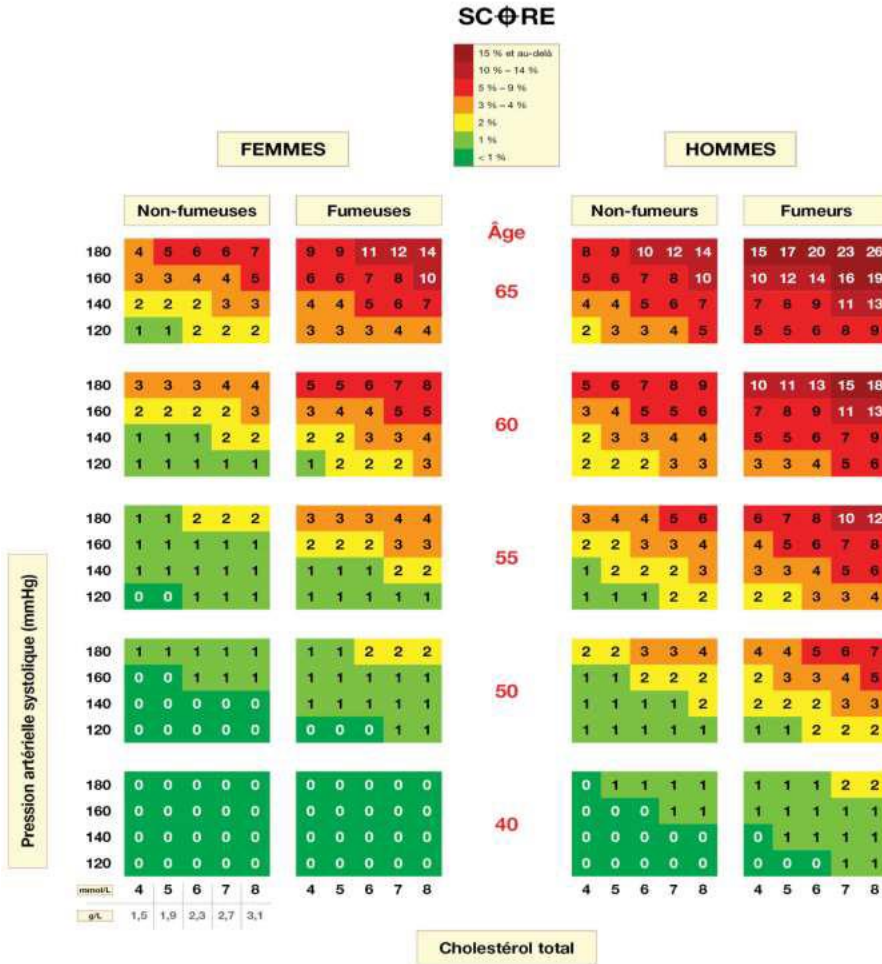 SCORE
15 % et au-delà
10 % – 14 %
5 % – 9 %
3 % – 4 %
2 %
1 %
< 1 %
FEMMES HOMMES
Non-fumeuses Fumeuses Âge Non-fumeurs Fumeurs
180 4 5 6 6 7 9 9 11 12 14 8 9 10 12 14 15 17 20 23 26
160 3 3 4 4 5 6 6 7 8 10 65 5 6 7 8 10 10 12 14 16 19
140 2 2 2 3 3 4 4 5 6 7 4 4 5 6 7 7 8 9 11 13
120 1 1 2 2 2 3 3 3 4 4 2 3 3 4 5 5 5 6 8 9
180 3 3 3 4 4 5 5 6 7 8 5 6 7 8 9 10 11 13 15 18
160 2 2 2 2 3 3 4 4 5 5 60 3 4 5 5 6 7 8 9 11 13
140 1 1 1 2 2 2 2 3 3 4 2 3 3 4 4 5 5 6 7 9
120 1 1 1 1 1 1 2 2 2 3 2 2 2 3 3 3 3 4 5 6
180 1 1 2 2 2 3 3 3 4 4 3 4 4 5 6 6 7 8 10 12
160 1 1 1 1 1 2 2 2 3 3 55 2 2 3 3 4 4 5 6 7 8
140 1 1 1 1 1 1 1 1 2 2 1 2 2 2 3 3 3 4 5 6
120 0 0 1 1 1 1 1 1 1 1 1 1 1 2 2 2 2 3 3 4
180 1 1 1 1 1 1 1 2 2 2 2 2 3 3 4 4 4 5 6 7
160 0 0 1 1 1 1 1 1 1 1 50 1 1 2 2 2 2 3 3 4 5
140 0 0 0 0 0 1 1 1 1 1 1 1 1 1 2 2 2 2 3 3
120 0 0 0 0 0 0 0 0 1 1 1 1 1 1 1 1 1 2 2 2
180 0 0 0 0 0 0 0 0 0 0 0 1 1 1 1 1 1 1 2 2
160 0 0 0 0 0 0 0 0 0 0 40 0 0 0 1 1 1 1 1 1 1
140 0 0 0 0 0 0 0 0 0 0 0 0 0 0 0 0 1 1 1 1
120 0 0 0 0 0 0 0 0 0 0 0 0 0 0 0 0 0 0 1 1
mmol/L 4 5 6 7 8 4 5 6 7 8 4 5 6 7 8 4 5 6 7 8
g/L 1,5 1,9 2,3 2,7 3,1
Pression artérielle systolique (mmHg)
Cholestérol total